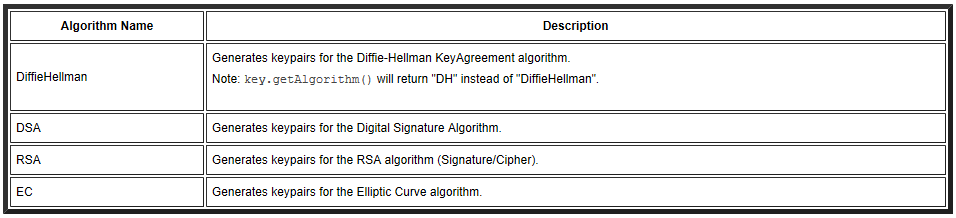 Algorithm Name
Description
DiffieHellman
Generates keypairs for the Diffie-Hellman KeyAgreement algorithm.
Note: key.getAlgorithm() will return "DH" instead of "DiffieHellman".
DSA
Generates keypairs for the Digital Signature Algorithm.
RSA
Generates keypairs for the RSA algorithm (Signature/Cipher).
EC
Generates keypairs for the Elliptic Curve algorithm.